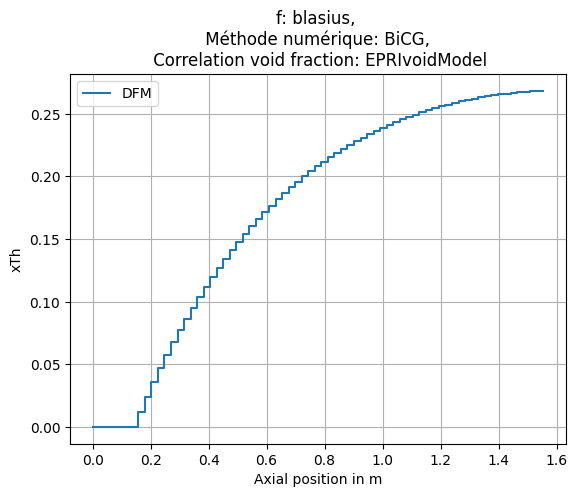 f: blasius,
Méthode numérique: BiCG,
Correlation void fraction: EPRIvoidModel
DFM
0.25
0.20
0.15
0.10
0.05
0.00
xTh
0.0 0.2 0.4 0.6 0.8 1.0 1.2 1.4 1.6
Axial position in m